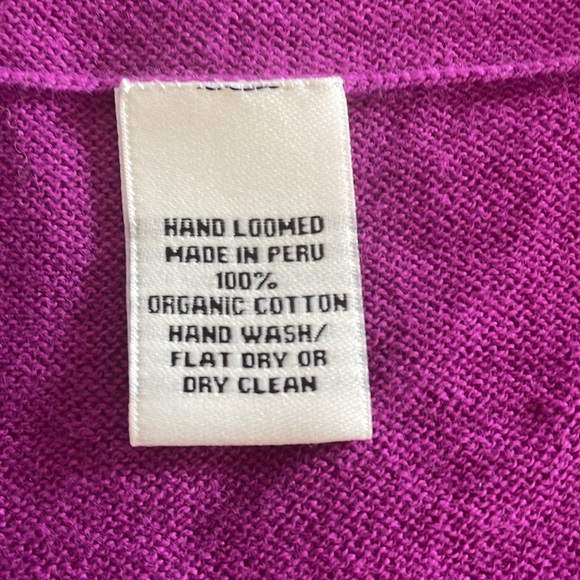 HAND LOOMED
MADE IN PERU
100%
ORGANIC COTTON
HAND WASH/
FLAT DRY OR
DRY CLEAN